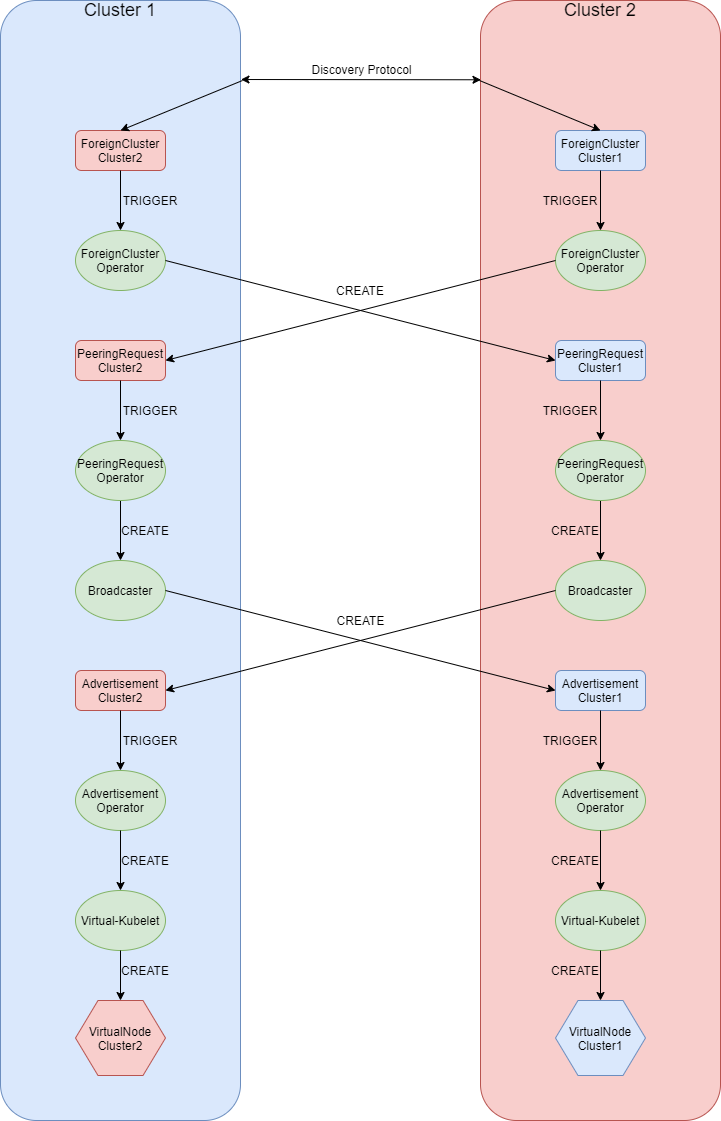 Cluster 1
Cluster 2
Discovery Protocol
ForeignCluster
Cluster2
ForeignCluster
Cluster1
TRIGGER
TRIGGER
ForeignCluster
Operator
ForeignCluster
Operator
CREATE
PeeringRequest
Cluster2
PeeringRequest
Cluster1
TRIGGER
TRIGGER
PeeringRequest
Operator
PeeringRequest
Operator
CREATE
CREATE
Broadcaster
Broadcaster
CREATE
Advertisement
Cluster2
Advertisement
Cluster1
TRIGGER
TRIGGER
Advertisement
Operator
Advertisement
Operator
CREATE
CREATE
Virtual-Kubelet
Virtual-Kubelet
CREATE
CREATE
VirtualNode
Cluster2
VirtualNode
Cluster1